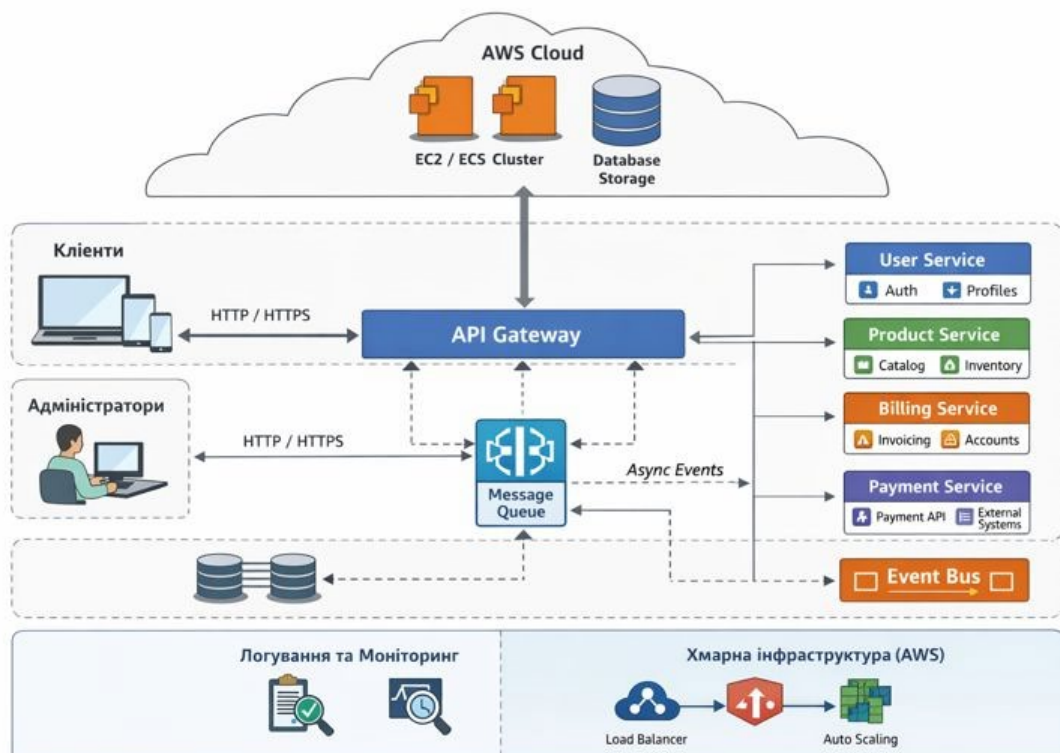 AWS Cloud
EC2 / ECS Cluster
Database
Storage
Кліенти
HTTP / HTTPS
API Gateway
User Service
Auth
Profiles
Product Service
Catalog
Inventory
Billing Service
Invoicing
Accounts
Payment Service
Payment API
External
Systems
Адміністратори
HTTP / HTTPS
Message
Queue
Async Events
Event Bus
Логування та Моніторинг
Хмарна інфраструктура (AWS)
Load Balancer
Auto Scaling